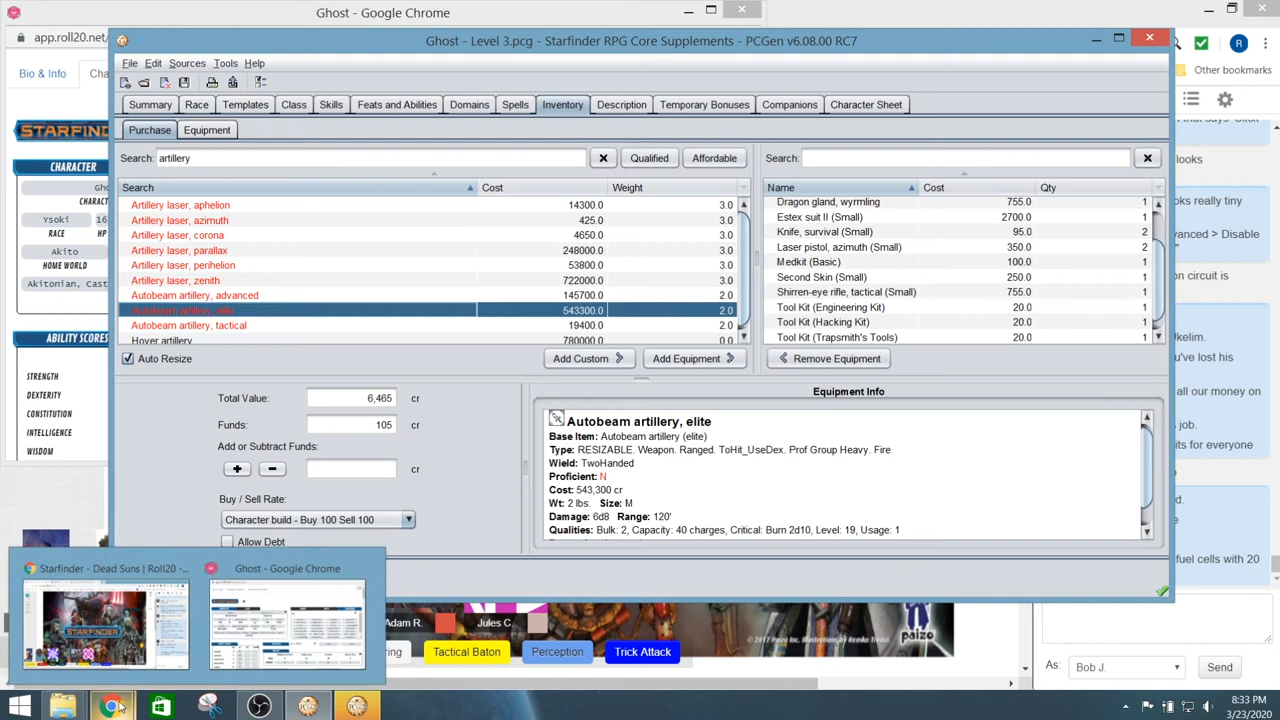 Ghost - Google Chrome
app.roll20.net/
Bio & Info
Cha
Other bookmarks
Ghost - Level 3.pcg - Starfinder RPG Core Supplements - PCGen v6.08.00 RC7
File Edit Sources Tools Help
Summary Race Templates Class Skills Feats and Abilities Domains Spells Inventory Description Temporary Bonuses Companions Character Sheet
Purchase Equipment
Search: artillery Qualified Affordable
Search:
Search Cost Weight
Artillery laser, aphelion 14300.0 3.0
Artillery laser, azimuth 425.0 3.0
Artillery laser, corona 4650.0 3.0
Artillery laser, parallax 248000.0 3.0
Artillery laser, perihelion 53800.0 3.0
Artillery laser, zenith 722000.0 3.0
Autobeam artillery, advanced 145700.0 2.0
Autobeam artillery, elite 543300.0 2.0
Autobeam artillery, tactical 19400.0 2.0
Hover artillery 780000.0 0.0
Name Cost Qty
Dragon gland, wyrmling 755.0 1
Estex suit II (Small) 2700.0 1
Knife, survival (Small) 95.0 2
Laser pistol, azimuth (Small) 350.0 2
Medkit (Basic) 100.0 1
Second Skin (Small) 250.0 1
Shirren-eye rifle, tactical (Small) 755.0 1
Tool Kit (Engineering Kit) 20.0 1
Tool Kit (Hacking Kit) 20.0 1
Tool Kit (Trapsmith's Tools) 20.0 1
Auto Resize Add Custom Add Equipment
Remove Equipment
Total Value: 6,465 cr
Funds: 105 cr
Add or Subtract Funds:
+ - cr
Buy / Sell Rate:
Character build - Buy 100 Sell 100
Allow Debt
Equipment Info
Autobeam artillery, elite
Base Item: Autobeam artillery (elite)
Type: RESIZABLE. Weapon. Ranged. ToHit_UseDex. Prof Group Heavy. Fire
Wield: TwoHanded
Proficient: N
Cost: 543,300 cr
Wt: 2 lbs. Size: M
Damage: 6d8 Range: 120'
Qualities: Bulk: 2, Capacity: 40 charges, Critical: Burn 2d10, Level: 19, Usage: 1
STARFIND
CHARACTER
Gho
CHARACT
Ysoki 16
RACE HP
Akito
HOME WORLD
Akitonian, Cast
ABILITY SCORES
STRENGTH
DEXTERITY
CONSTITUTION
INTELLIGENCE
WISDOM
that says "Click
looks
oks really tiny
vanced > Disable
on circuit is
Ukelim.
u've lost his
all our money on
s job.
its for everyone
d.
e
fuel cells with 20
Starfinder - Dead Suns | Roll20 -...
Ghost - Google Chrome
STARFINDER
Adam R. Jules C.
ring Tactical Baton Perception Trick Attack
© 2017 Paizo Inc. Illustrations by Remko Troost.
paizo
As: Bob J. Send
8:33 PM
3/23/2020